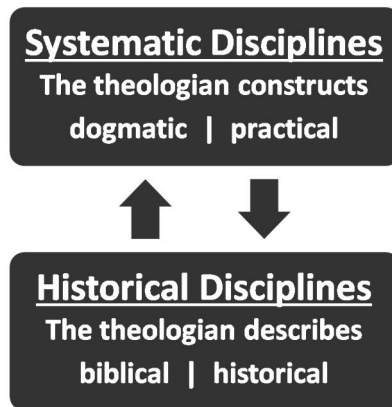 Systematic Disciplines
The theologian constructs
dogmatic | practical
Historical Disciplines
The theologian describes
biblical | historical